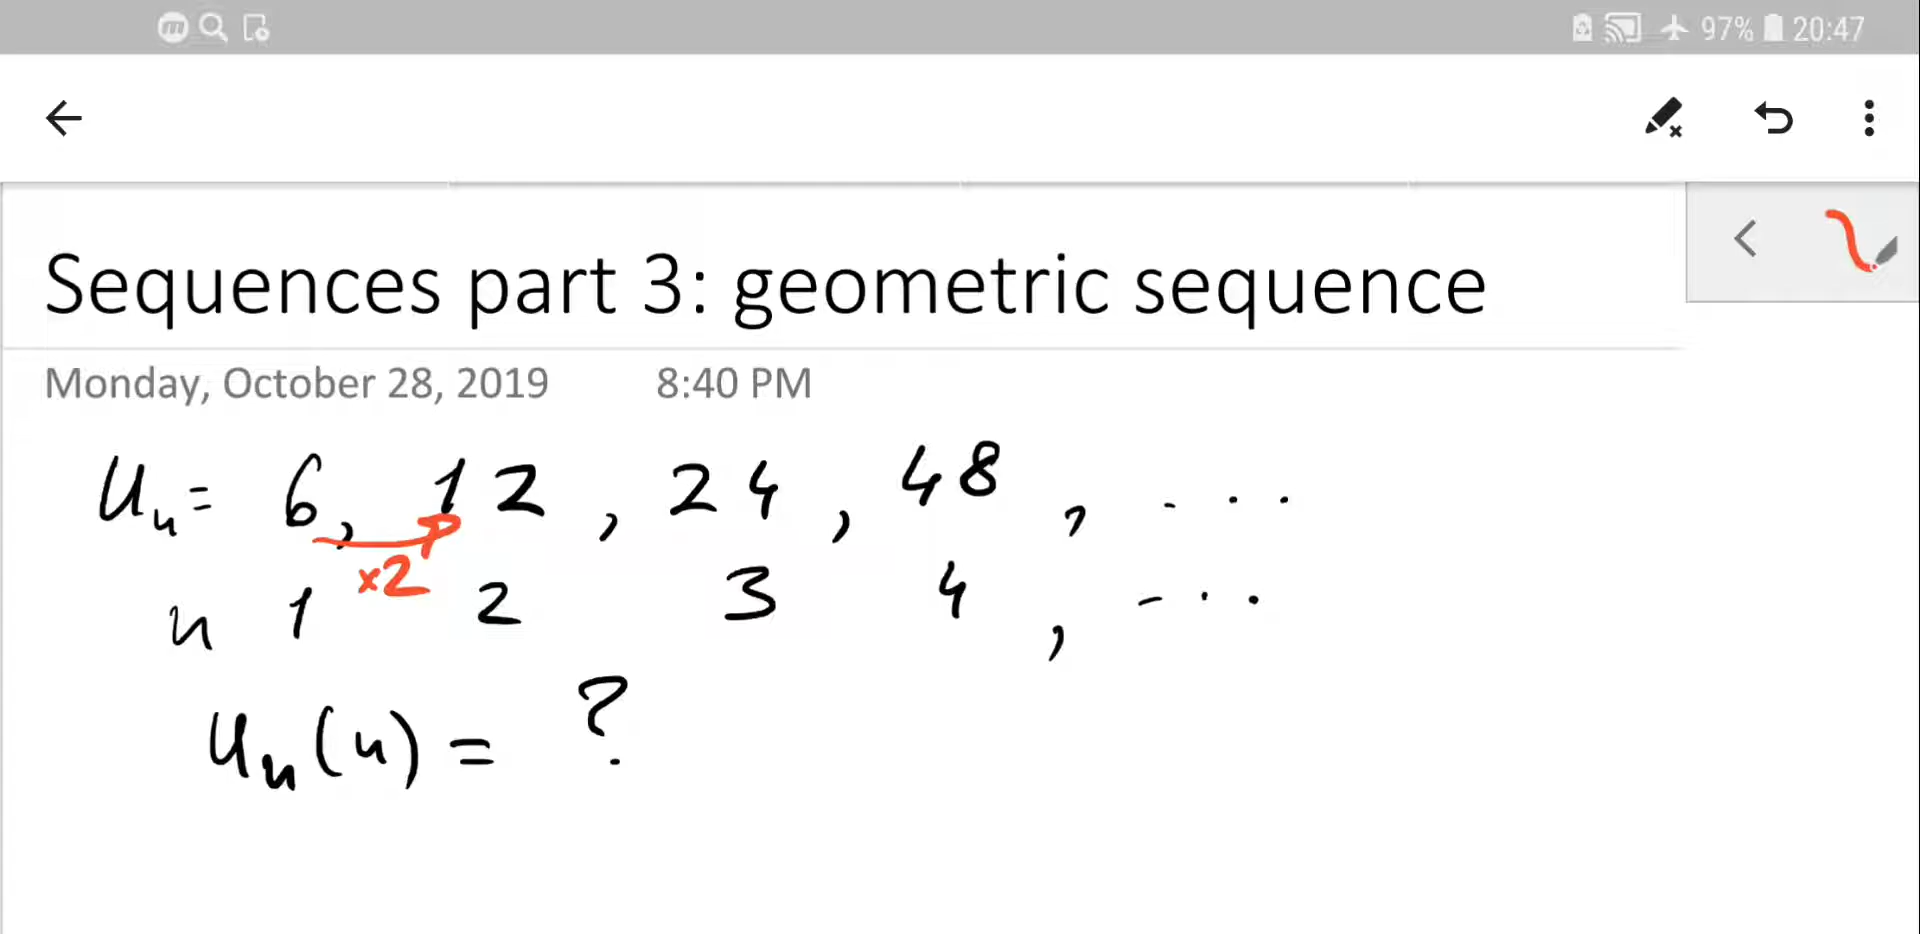 97% 20:47
Sequences part 3: geometric sequence
Monday, October 28, 2019 8:40 PM
Un = 6, 12, 24, 48, ...
×2
n 1 2 3 4, ...
Un(n) = ?